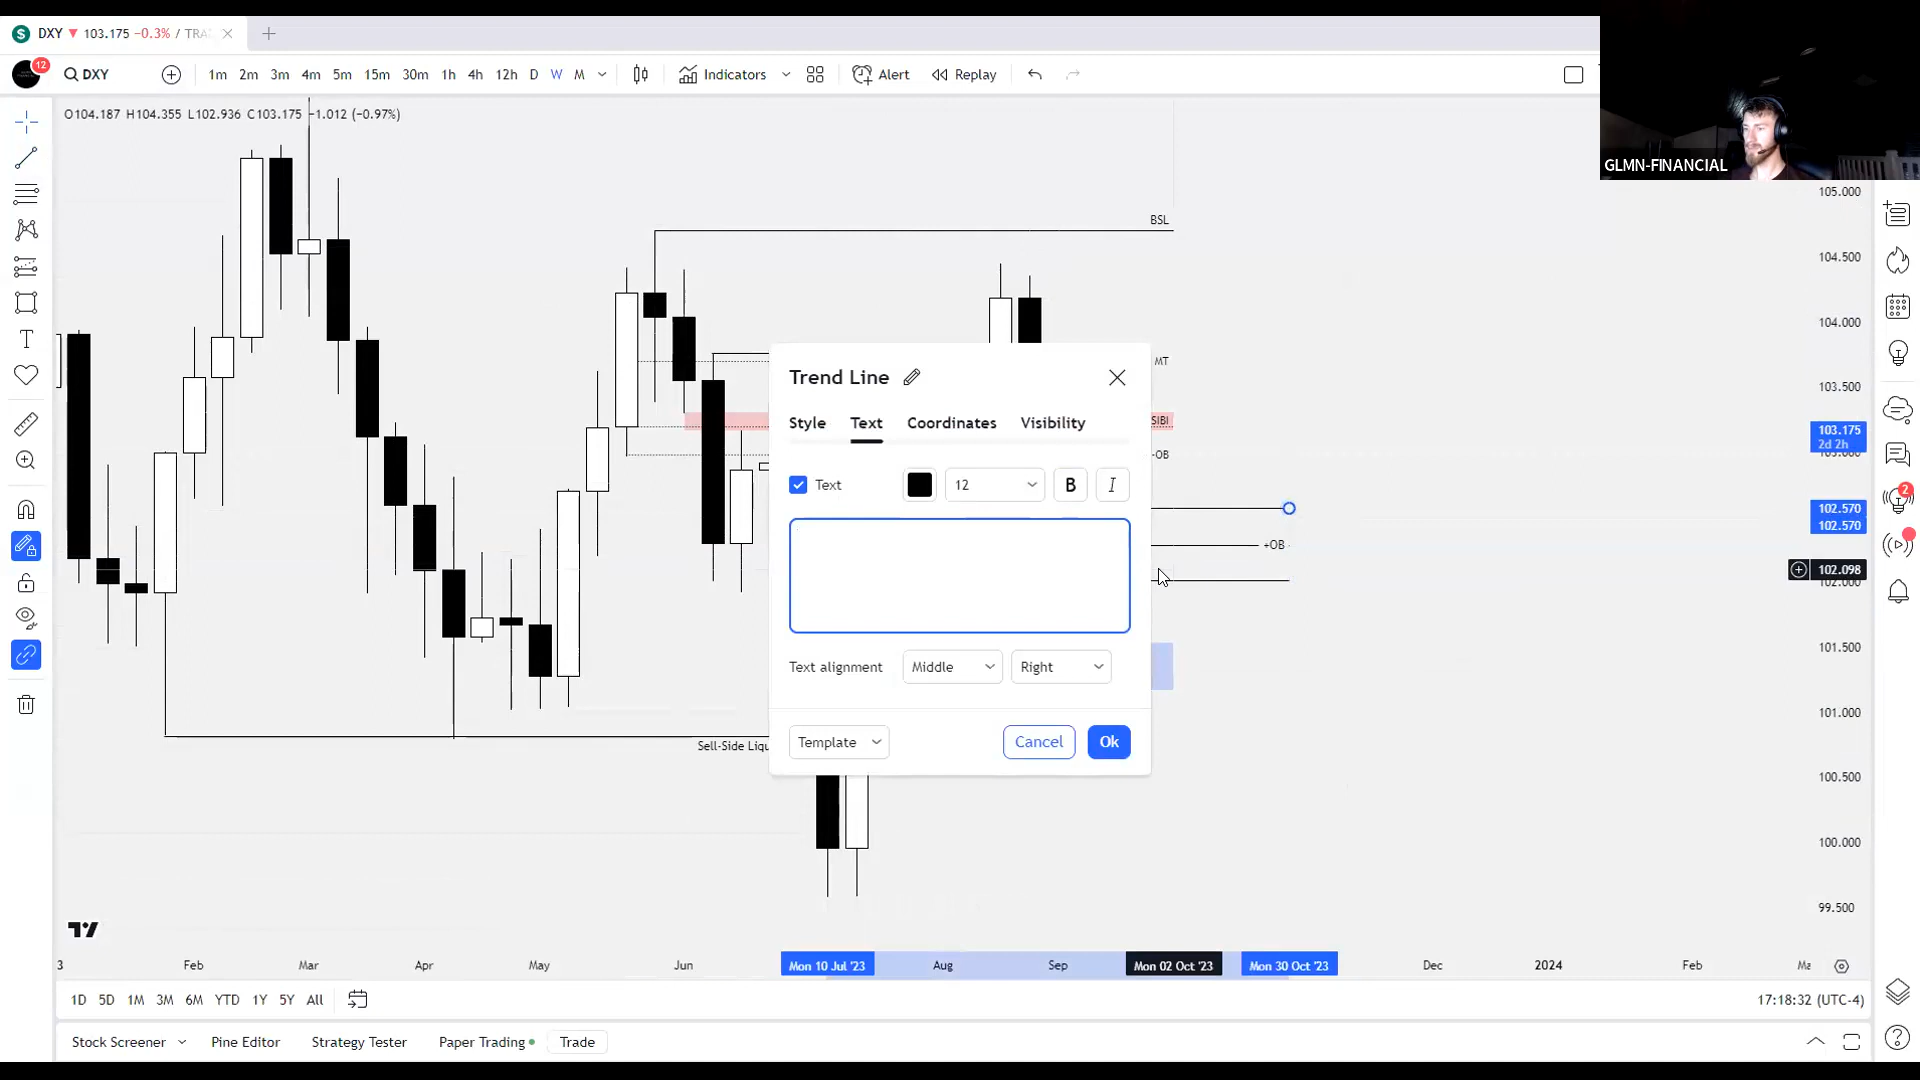 DXY 103.175 −0.3% / TRA
12
DXY
1m 2m 3m 4m 5m 15m 30m 1h 4h 12h D W M
Indicators
Alert
Replay
O104.187 H104.355 L102.936 C103.175 −1.012 (−0.97%)
GLMN-FINANCIAL
105.000
BSL
104.500
104.000
MT
103.500
SIBI
103.175
2d 2h
-OB
102.570
102.570
+OB
102.098
101.500
101.000
Sell-Side Liqu
100.500
100.000
99.500
Trend Line
Style Text Coordinates Visibility
Text
12
B
I
Text alignment
Middle
Right
Template
Cancel
Ok
2
3 Feb Mar Apr May Jun Mon 10 Jul '23 Aug Sep Mon 02 Oct '23 Mon 30 Oct '23 Dec 2024 Feb Ma
1D 5D 1M 3M 6M YTD 1Y 5Y All
17:18:32 (UTC-4)
Stock Screener Pine Editor Strategy Tester Paper Trading Trade